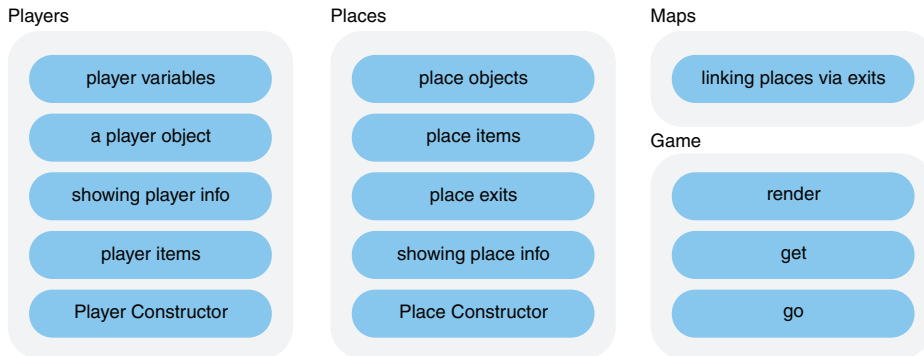 Players
player variables
a player object
showing player info
player items
Player Constructor
Places
place objects
place items
place exits
showing place info
Place Constructor
Maps
linking places via exits
Game
render
get
go